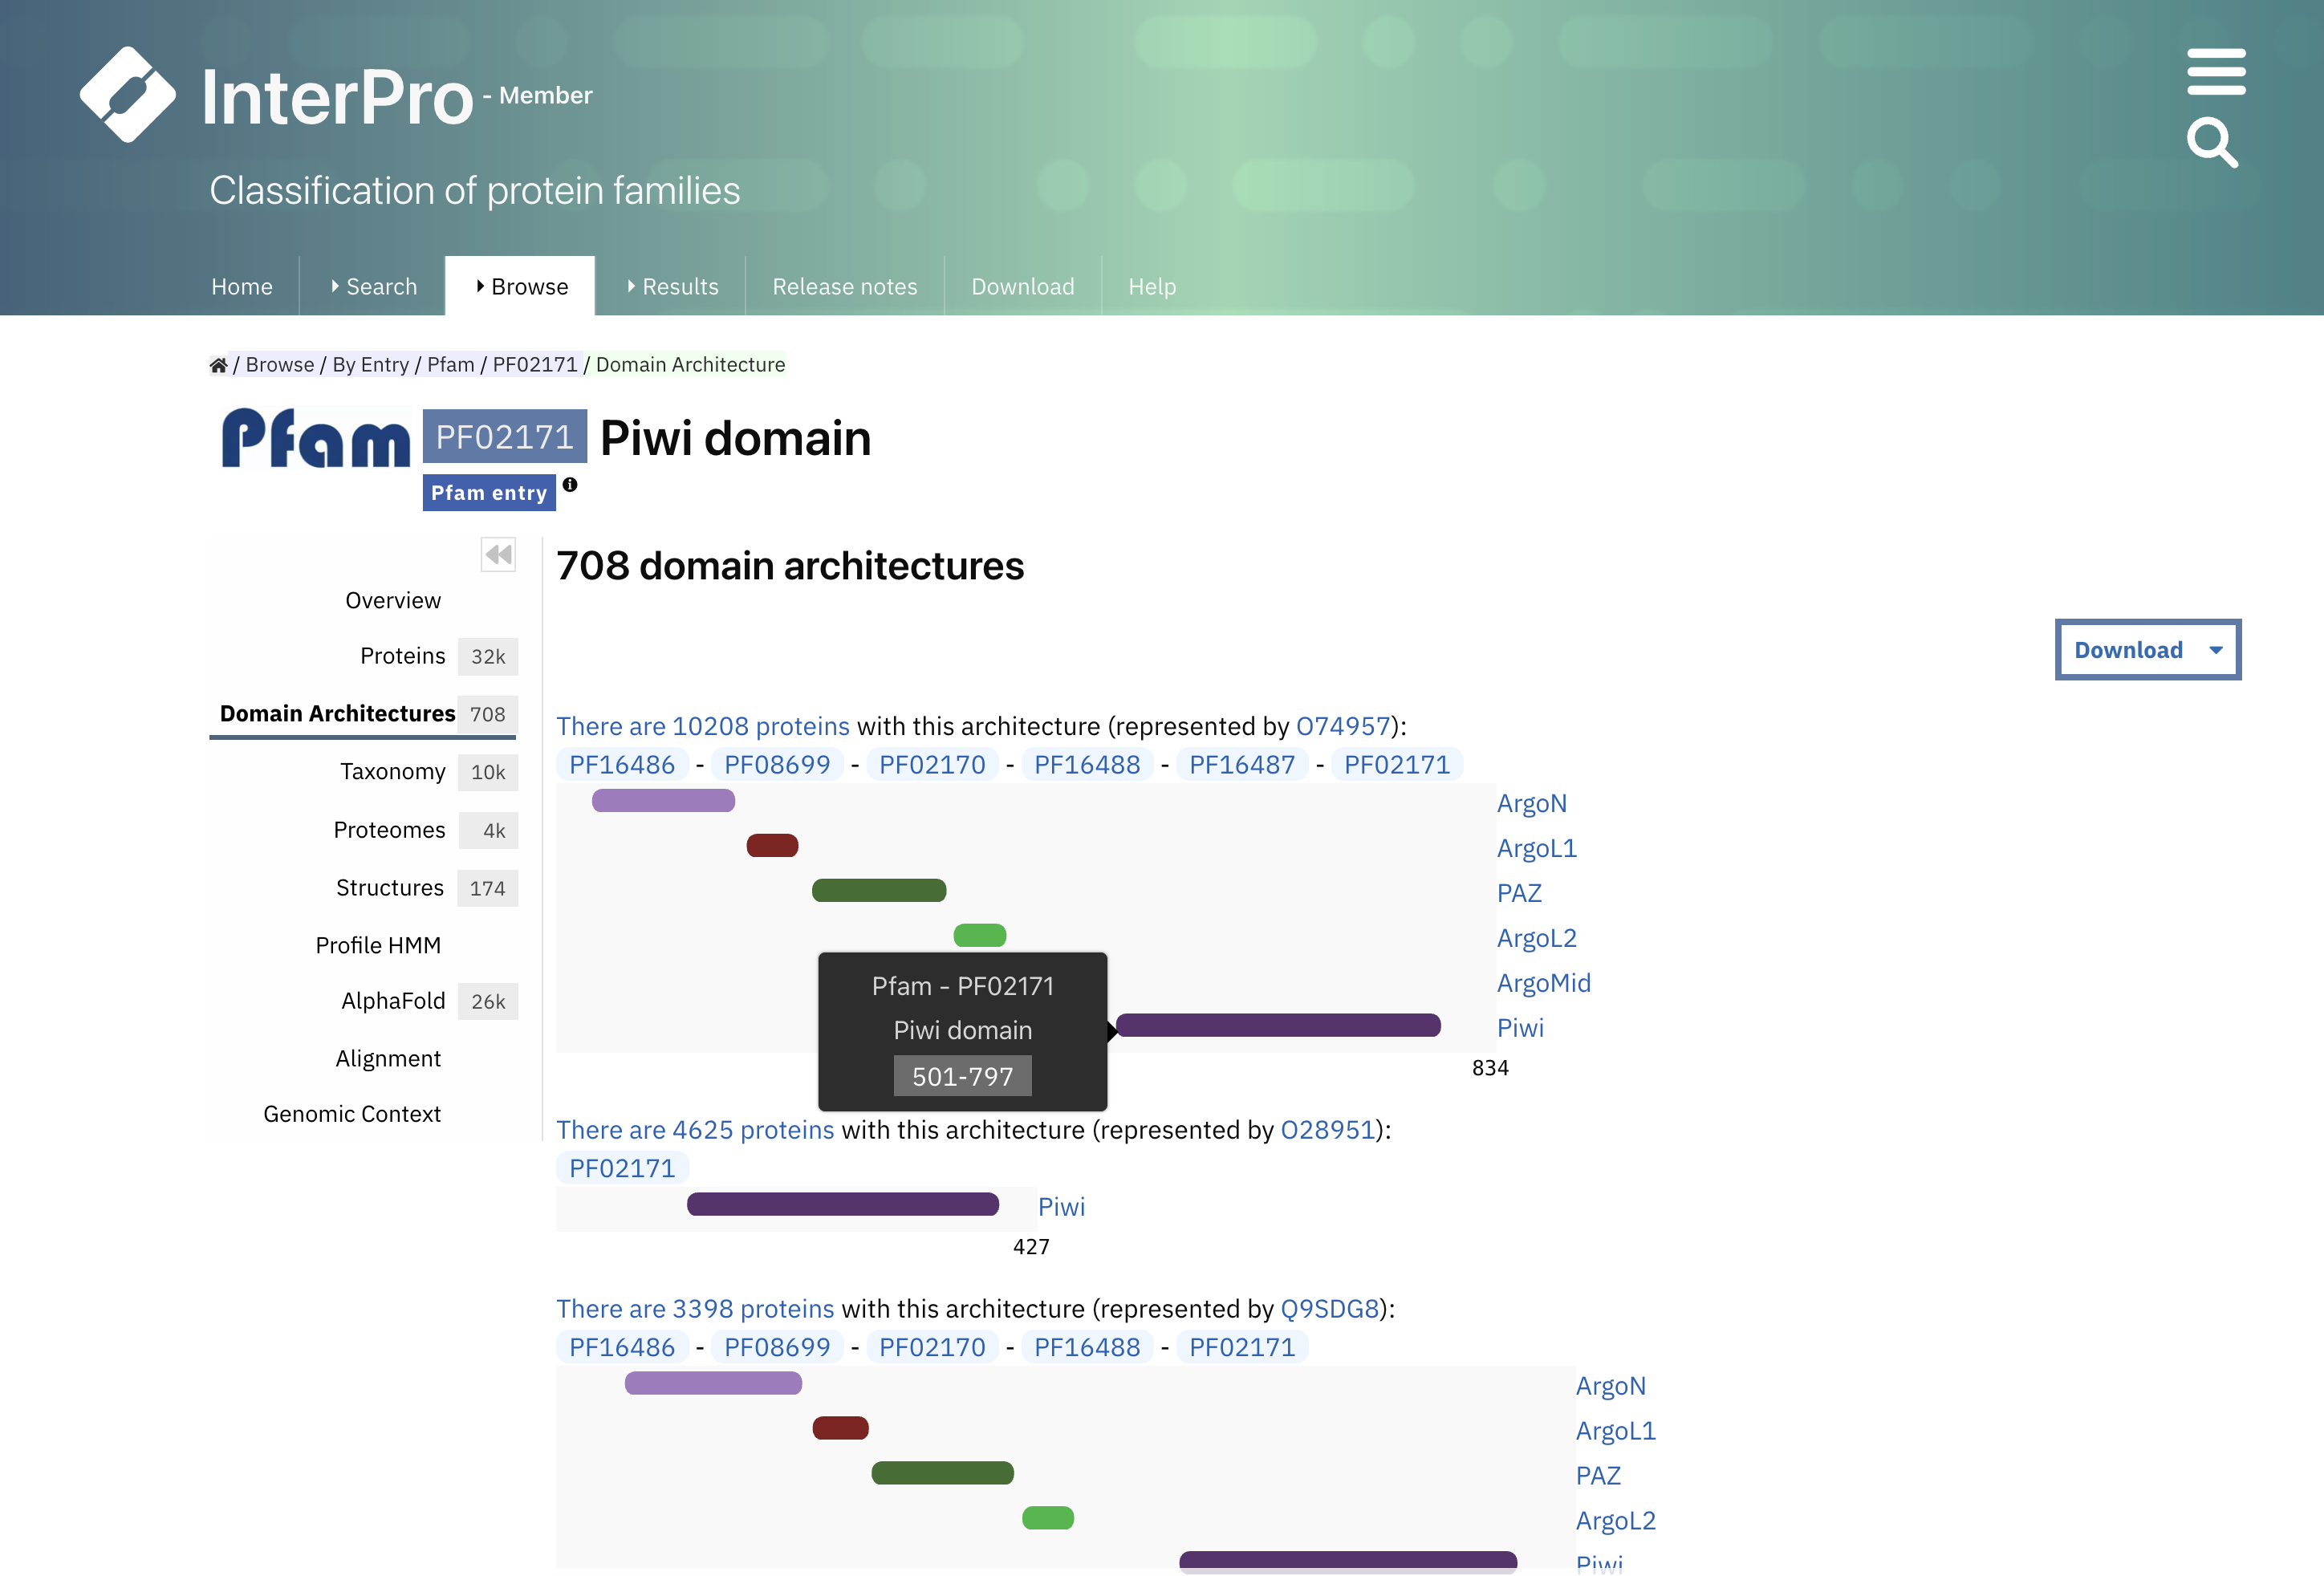 InterPro - Member
Classification of protein families
Home Search Browse Results Release notes Download Help
/ Browse / By Entry / Pfam / PF02171 / Domain Architecture
Pfam PF02171 Piwi domain
Pfam entry
708 domain architectures
Overview
Proteins 32k
Domain Architectures 708
Taxonomy 10k
Proteomes 4k
Structures 174
Profile HMM
AlphaFold 26k
Alignment
Genomic Context
Download
There are 10208 proteins with this architecture (represented by O74957):
PF16486 - PF08699 - PF02170 - PF16488 - PF16487 - PF02171
ArgoN
ArgoL1
PAZ
ArgoL2
ArgoMid
Piwi
834
Pfam - PF02171
Piwi domain
501-797
There are 4625 proteins with this architecture (represented by O28951):
PF02171
Piwi
427
There are 3398 proteins with this architecture (represented by Q9SDG8):
PF16486 - PF08699 - PF02170 - PF16488 - PF02171
ArgoN
ArgoL1
PAZ
ArgoL2
Piwi